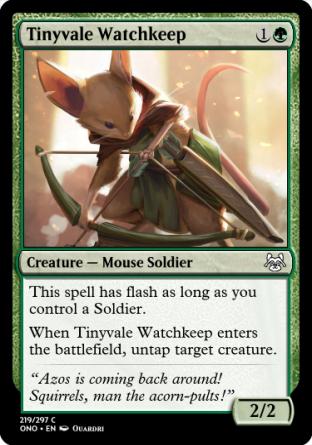 Tinyvale Watchkeep 1
Creature — Mouse Soldier
This spell has flash as long as you
control a Soldier.
When Tinyvale Watchkeep enters
the battlefield, untap target creature.
“Azos is coming back around!
Squirrels, man the acorn-pults!”
2/2
219/297 C
ONO • EN Ouardri